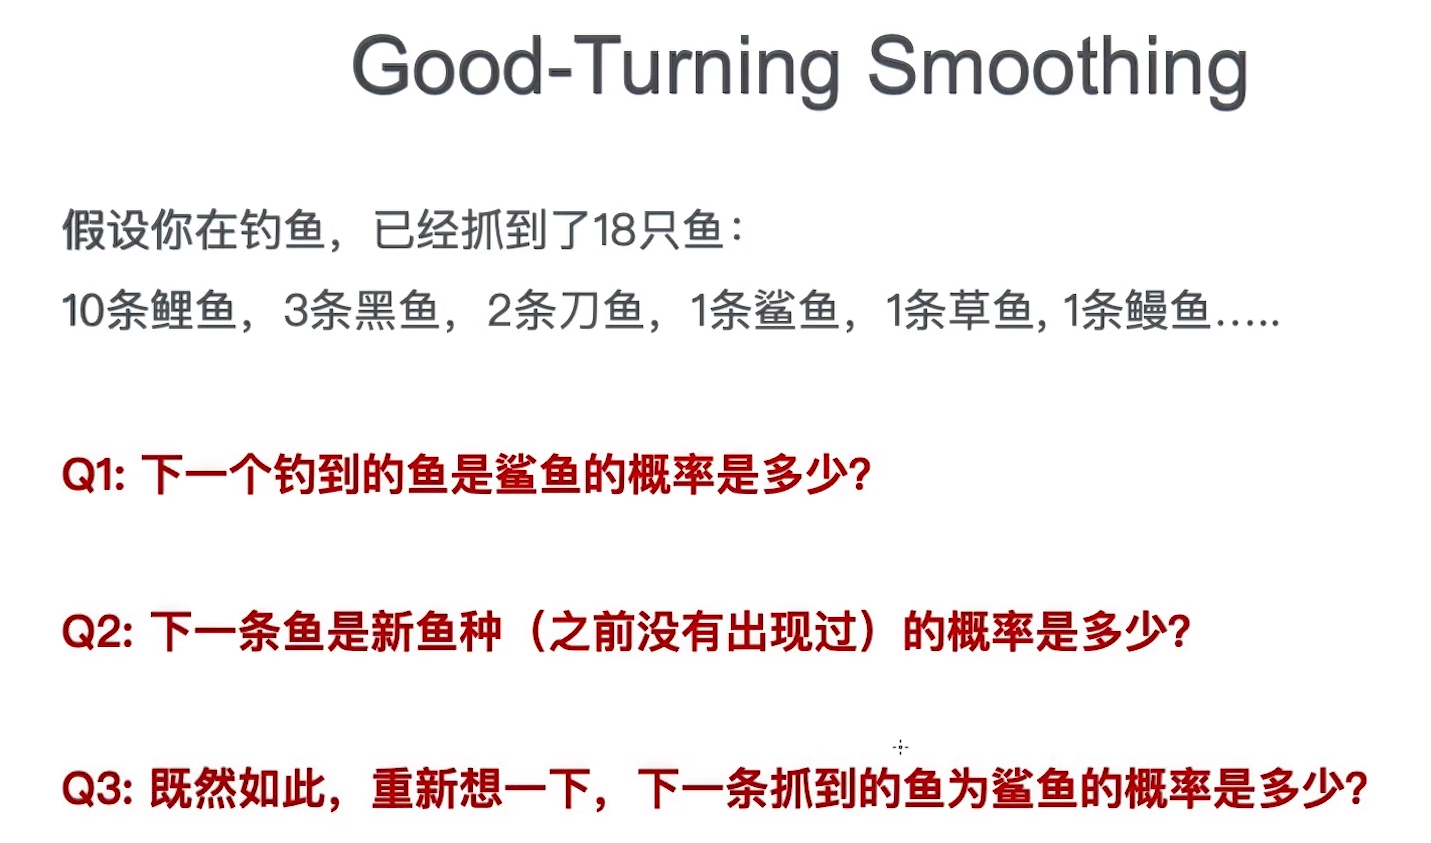 Good-Turning Smoothing
假设你在钓鱼，已经抓到了18只鱼：
10条鲤鱼，3条黑鱼，2条刀鱼，1条鲨鱼，1条草鱼, 1条鳗鱼…..
Q1: 下一个钓到的鱼是鲨鱼的概率是多少?
Q2: 下一条鱼是新鱼种（之前没有出现过）的概率是多少?
Q3: 既然如此，重新想一下，下一条抓到的鱼为鲨鱼的概率是多少?